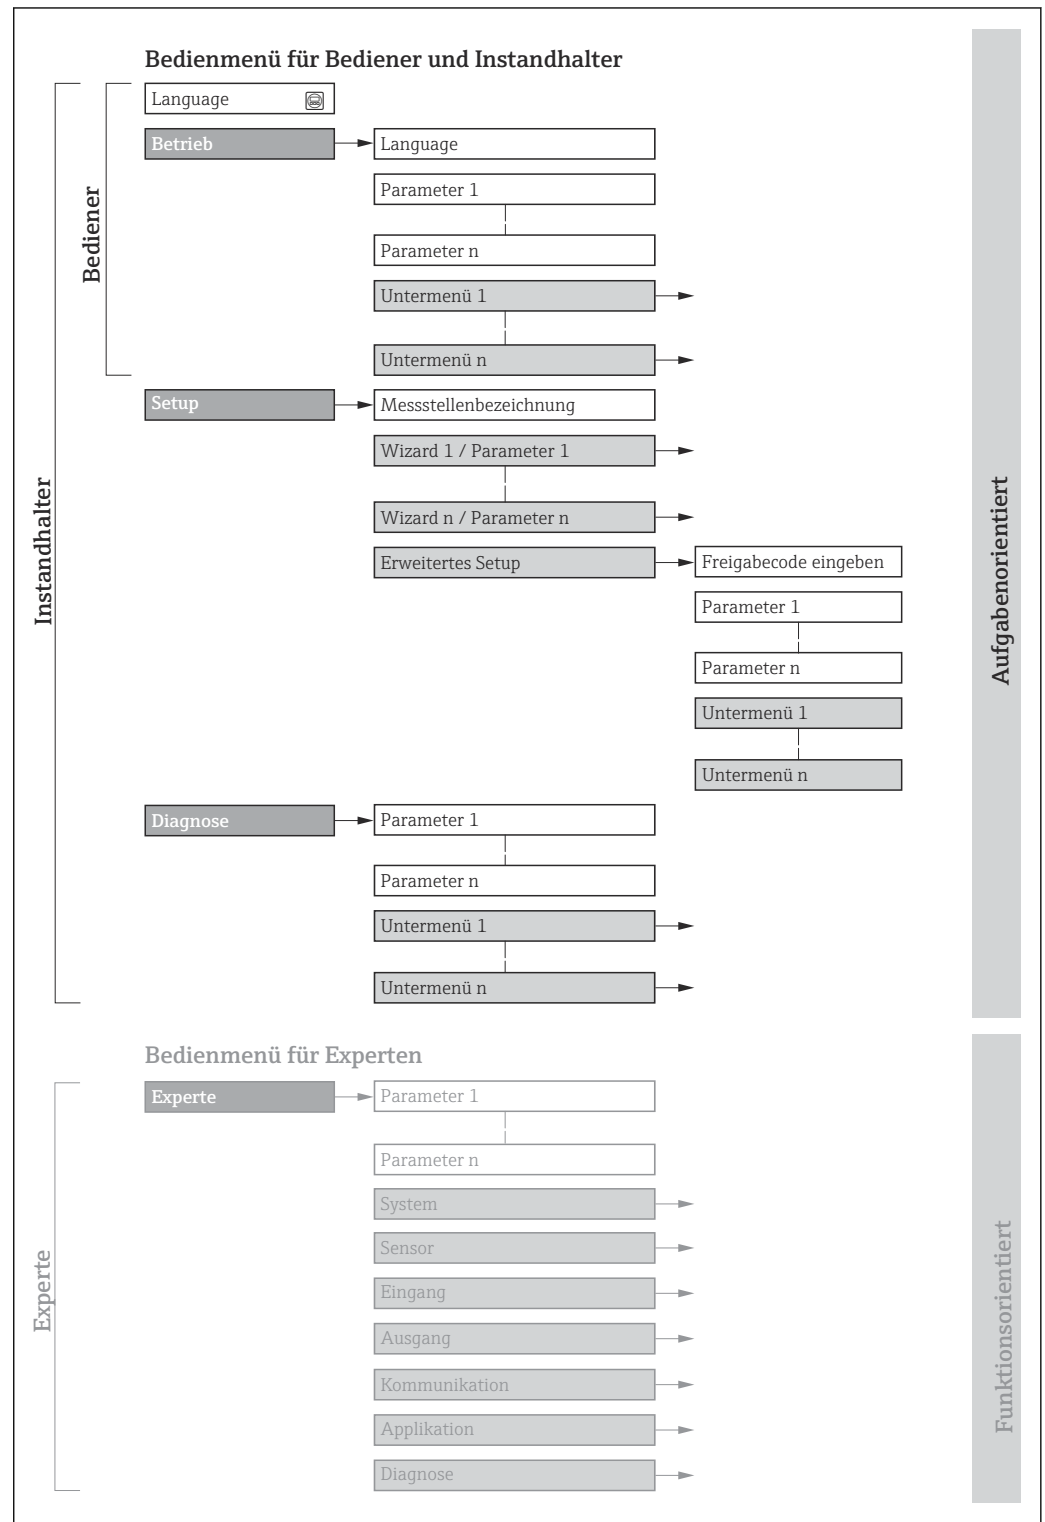 Bedienmenü für Bediener und Instandhalter
Instandhalter
Bediener
Language
Betrieb
Language
Parameter 1
Parameter n
Untermenü 1
Untermenü n
Setup
Messstellenbezeichnung
Wizard 1 / Parameter 1
Wizard n / Parameter n
Erweitertes Setup
Freigabecode eingeben
Parameter 1
Parameter n
Untermenü 1
Untermenü n
Diagnose
Parameter 1
Parameter n
Untermenü 1
Untermenü n
Aufgabenorientiert
Bedienmenü für Experten
Experte
Experte
Parameter 1
Parameter n
System
Sensor
Eingang
Ausgang
Kommunikation
Applikation
Diagnose
Funktionsorientiert